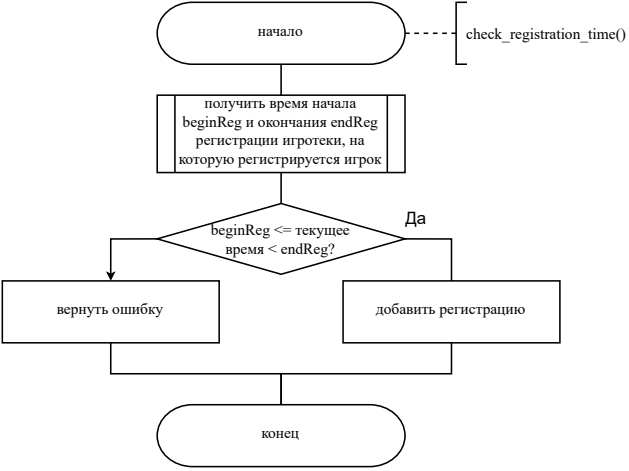 начало
check_registration_time()
получить время начала
beginReg и окончания endReg
регистрации игротеки, на
которую регистрируется игрок
beginReg <= текущее
время < endReg?
Да
вернуть ошибку
добавить регистрацию
конец